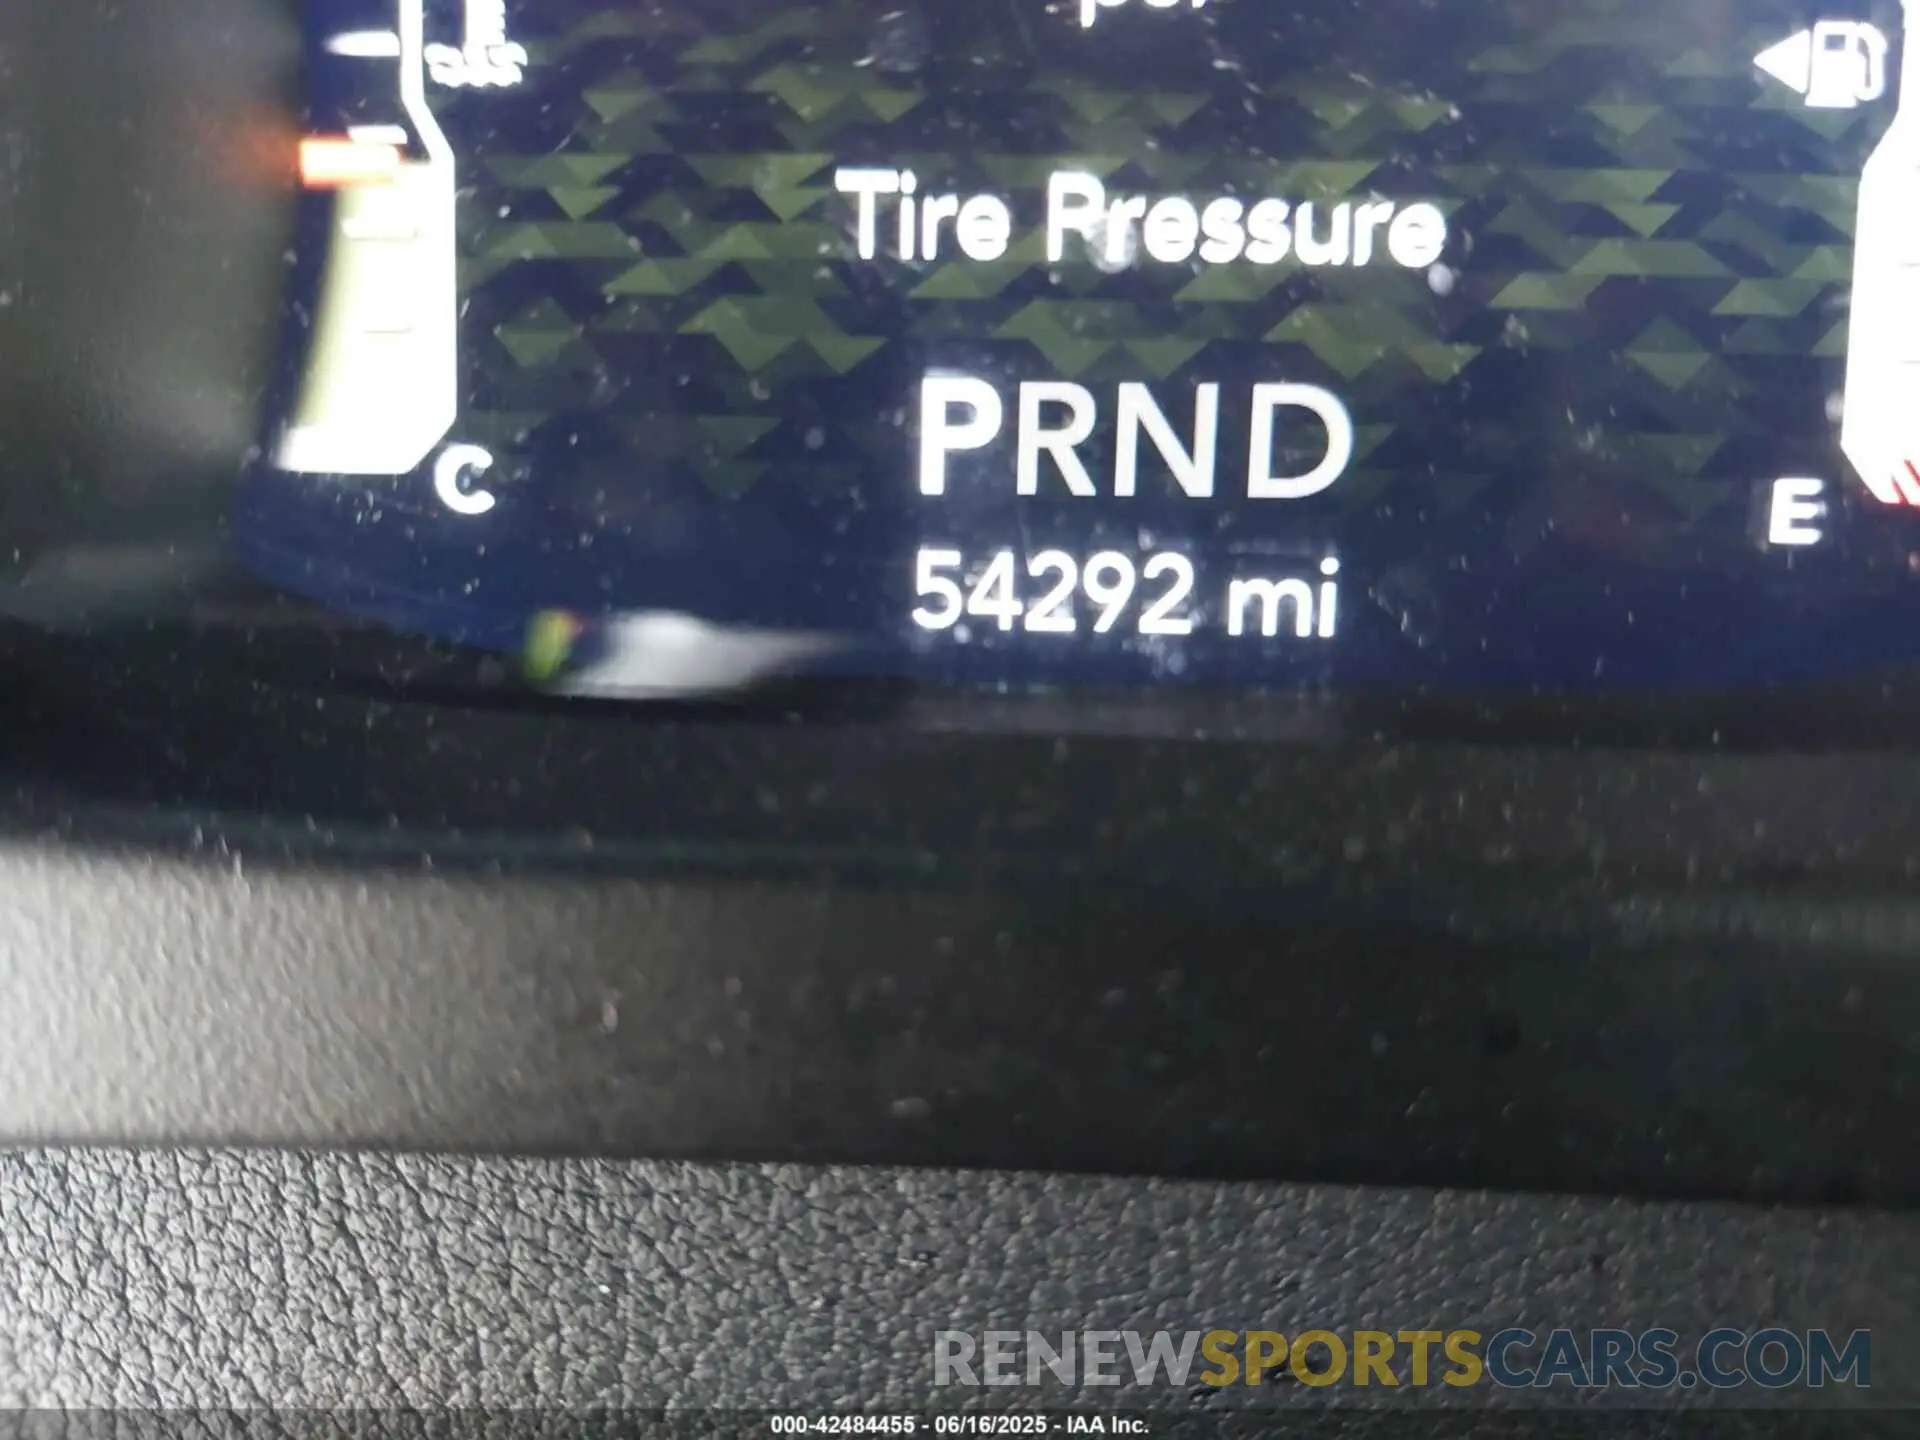 Tire Pressure
PRND
C
E
54292 mi
RENEWSPORTSCARS.COM
000-42484455 - 06/16/2025 - IAA Inc.